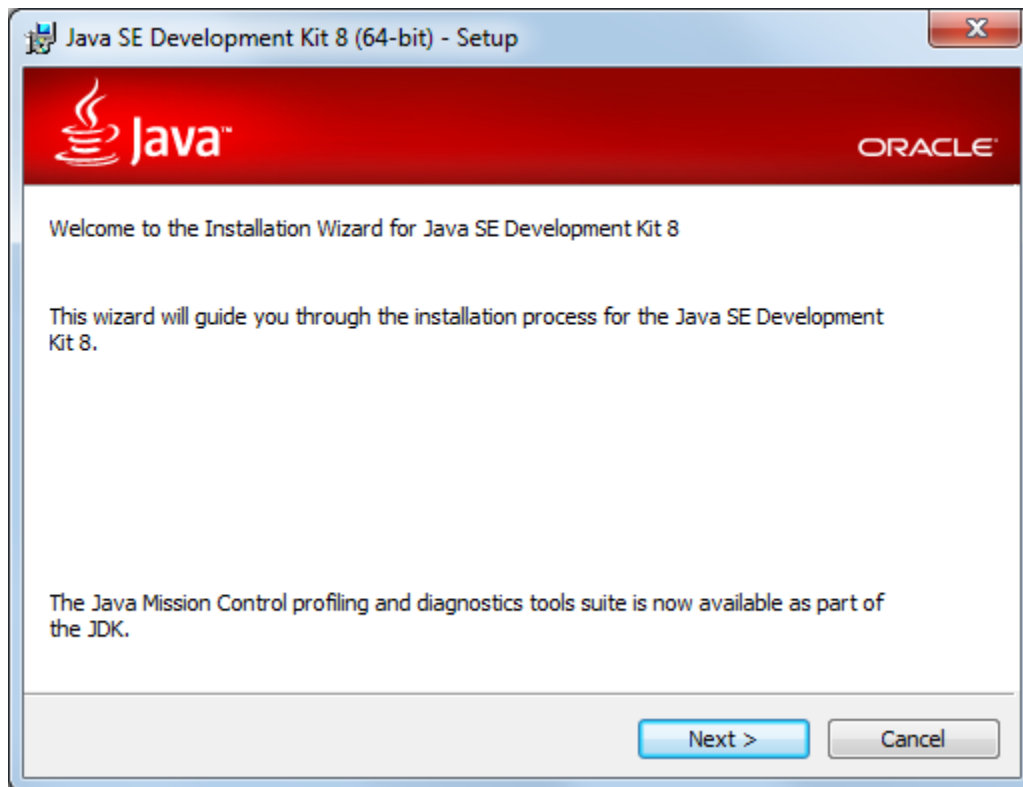 Java SE Development Kit 8 (64-bit) - Setup
Java™
ORACLE
Welcome to the Installation Wizard for Java SE Development Kit 8
This wizard will guide you through the installation process for the Java SE Development
Kit 8.
The Java Mission Control profiling and diagnostics tools suite is now available as part of
the JDK.
Next >
Cancel